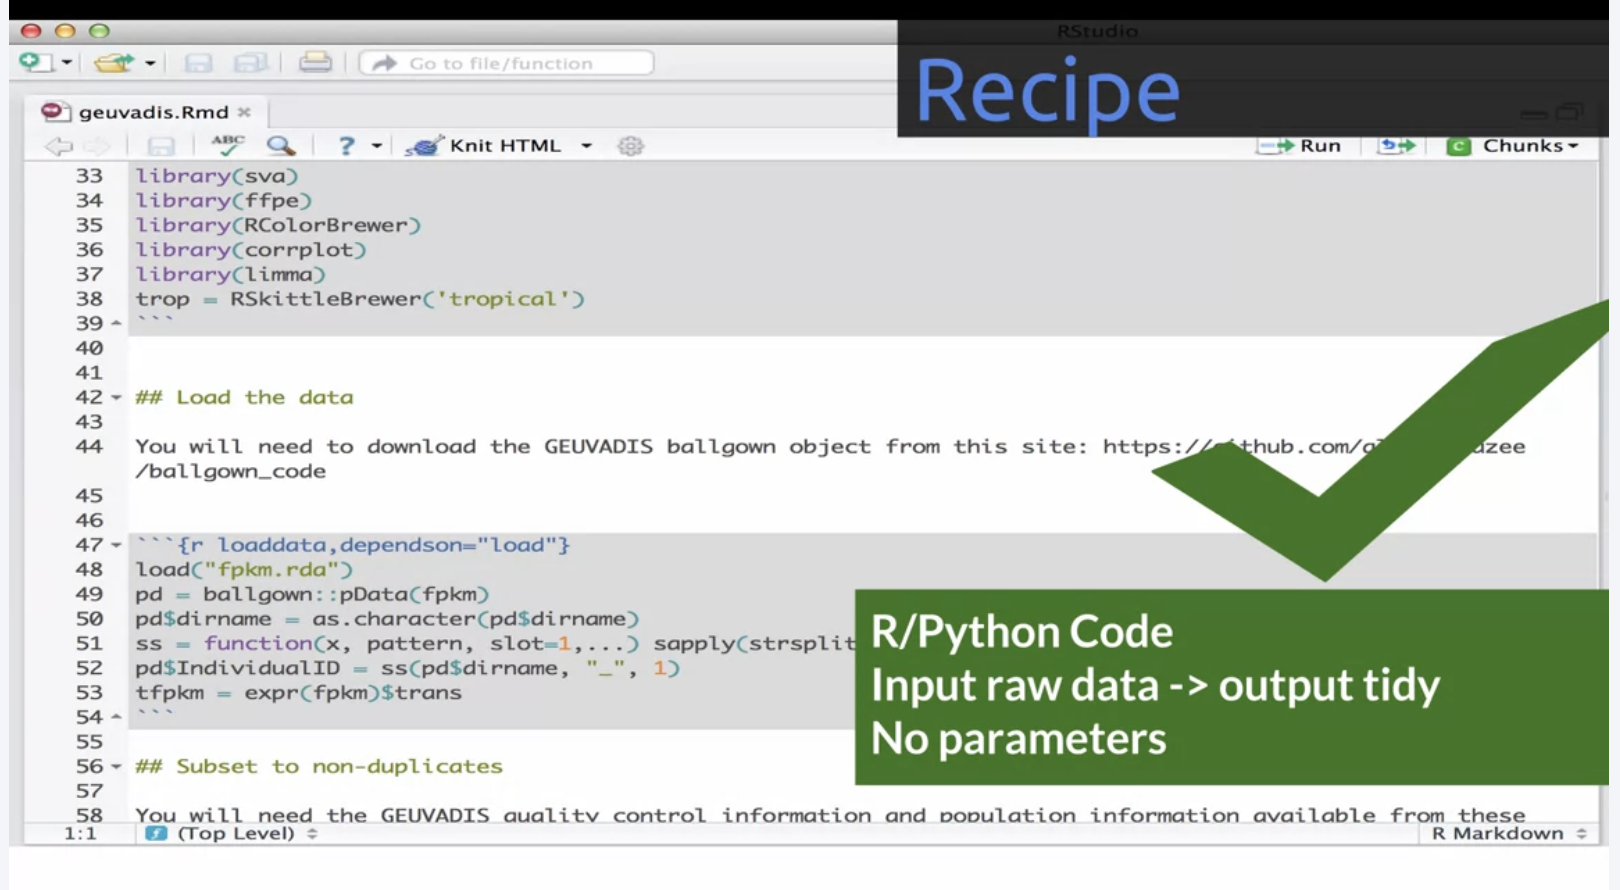 RStudio
Recipe
Go to file/function
geuvadis.Rmd
ABC
? Knit HTML
Run
C Chunks
33 library(sva)
34 library(ffpe)
35 library(RColorBrewer)
36 library(corrplot)
37 library(limma)
38 trop = RSkittleBrewer('tropical')
39 ```
40
41
42 ## Load the data
43
44 You will need to download the GEUVADIS ballgown object from this site: https://github.com/
/ballgown_code
45
46
47 ```{r loaddata,dependson="load"}
48 load("fpkm.rda")
49 pd = ballgown::pData(fpkm)
50 pd$dirname = as.character(pd$dirname)
51 ss = function(x, pattern, slot=1,...) sapply(strsplit
52 pd$IndividualID = ss(pd$dirname, "_", 1)
53 tfpkm = expr(fpkm)$trans
54 ```
55
56 ## Subset to non-duplicates
57
58 You will need the GEUVADIS quality control information and population information available from these
1:1 (Top Level) R Markdown
R/Python Code
Input raw data -> output tidy
No parameters